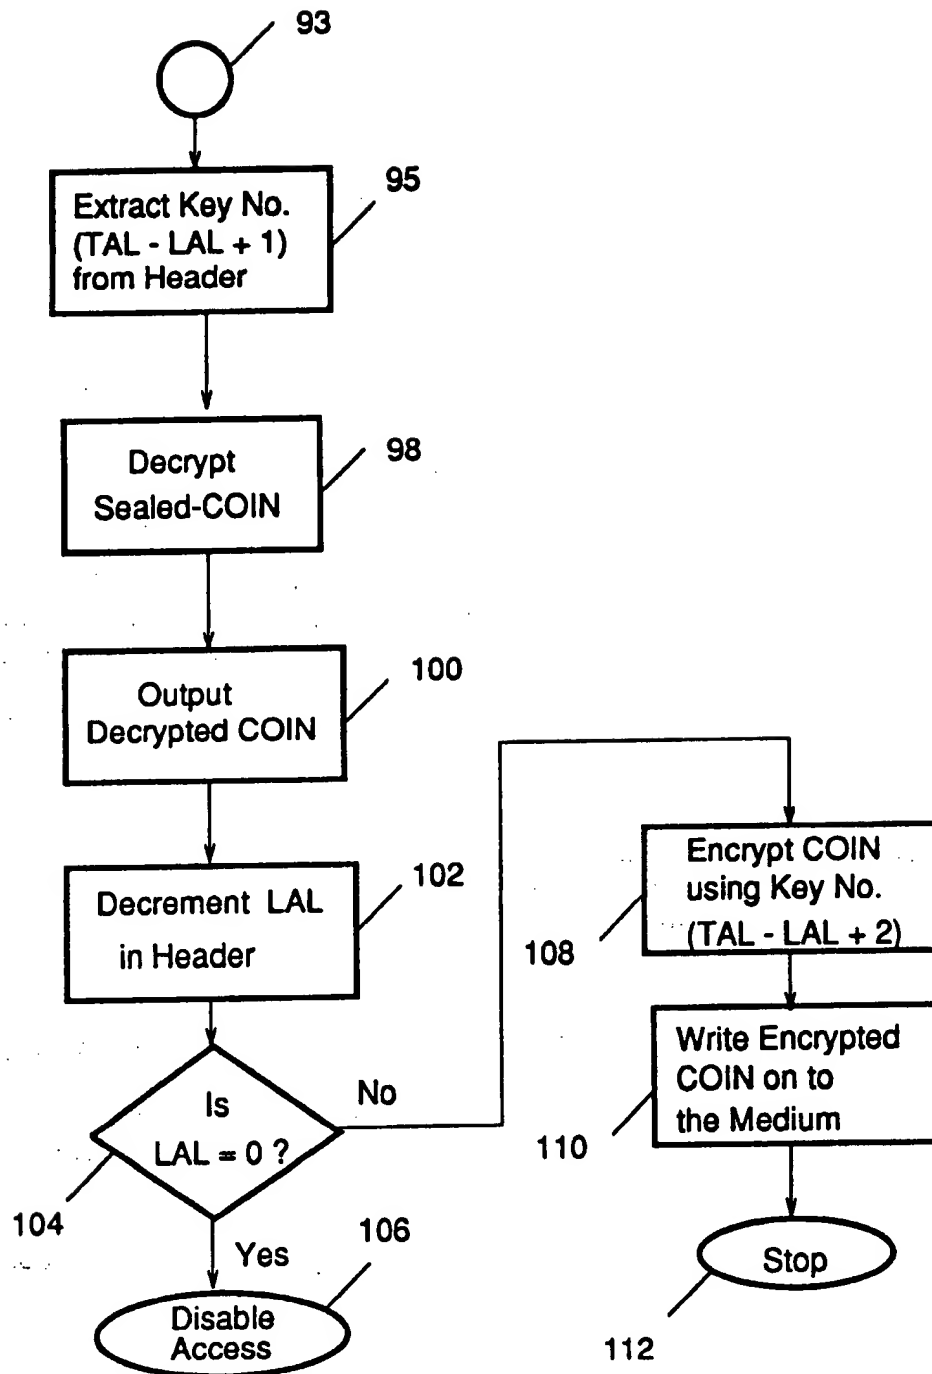 93
Extract Key No.
(TAL - LAL + 1)
from Header
95
Decrypt
Sealed-COIN
98
Output
Decrypted COIN
100
Decrement LAL
in Header
102
Is
LAL = 0 ?
104
No
Yes
Disable
Access
106
Encrypt COIN
using Key No.
(TAL - LAL + 2)
108
Write Encrypted
COIN on to
the Medium
110
Stop
112